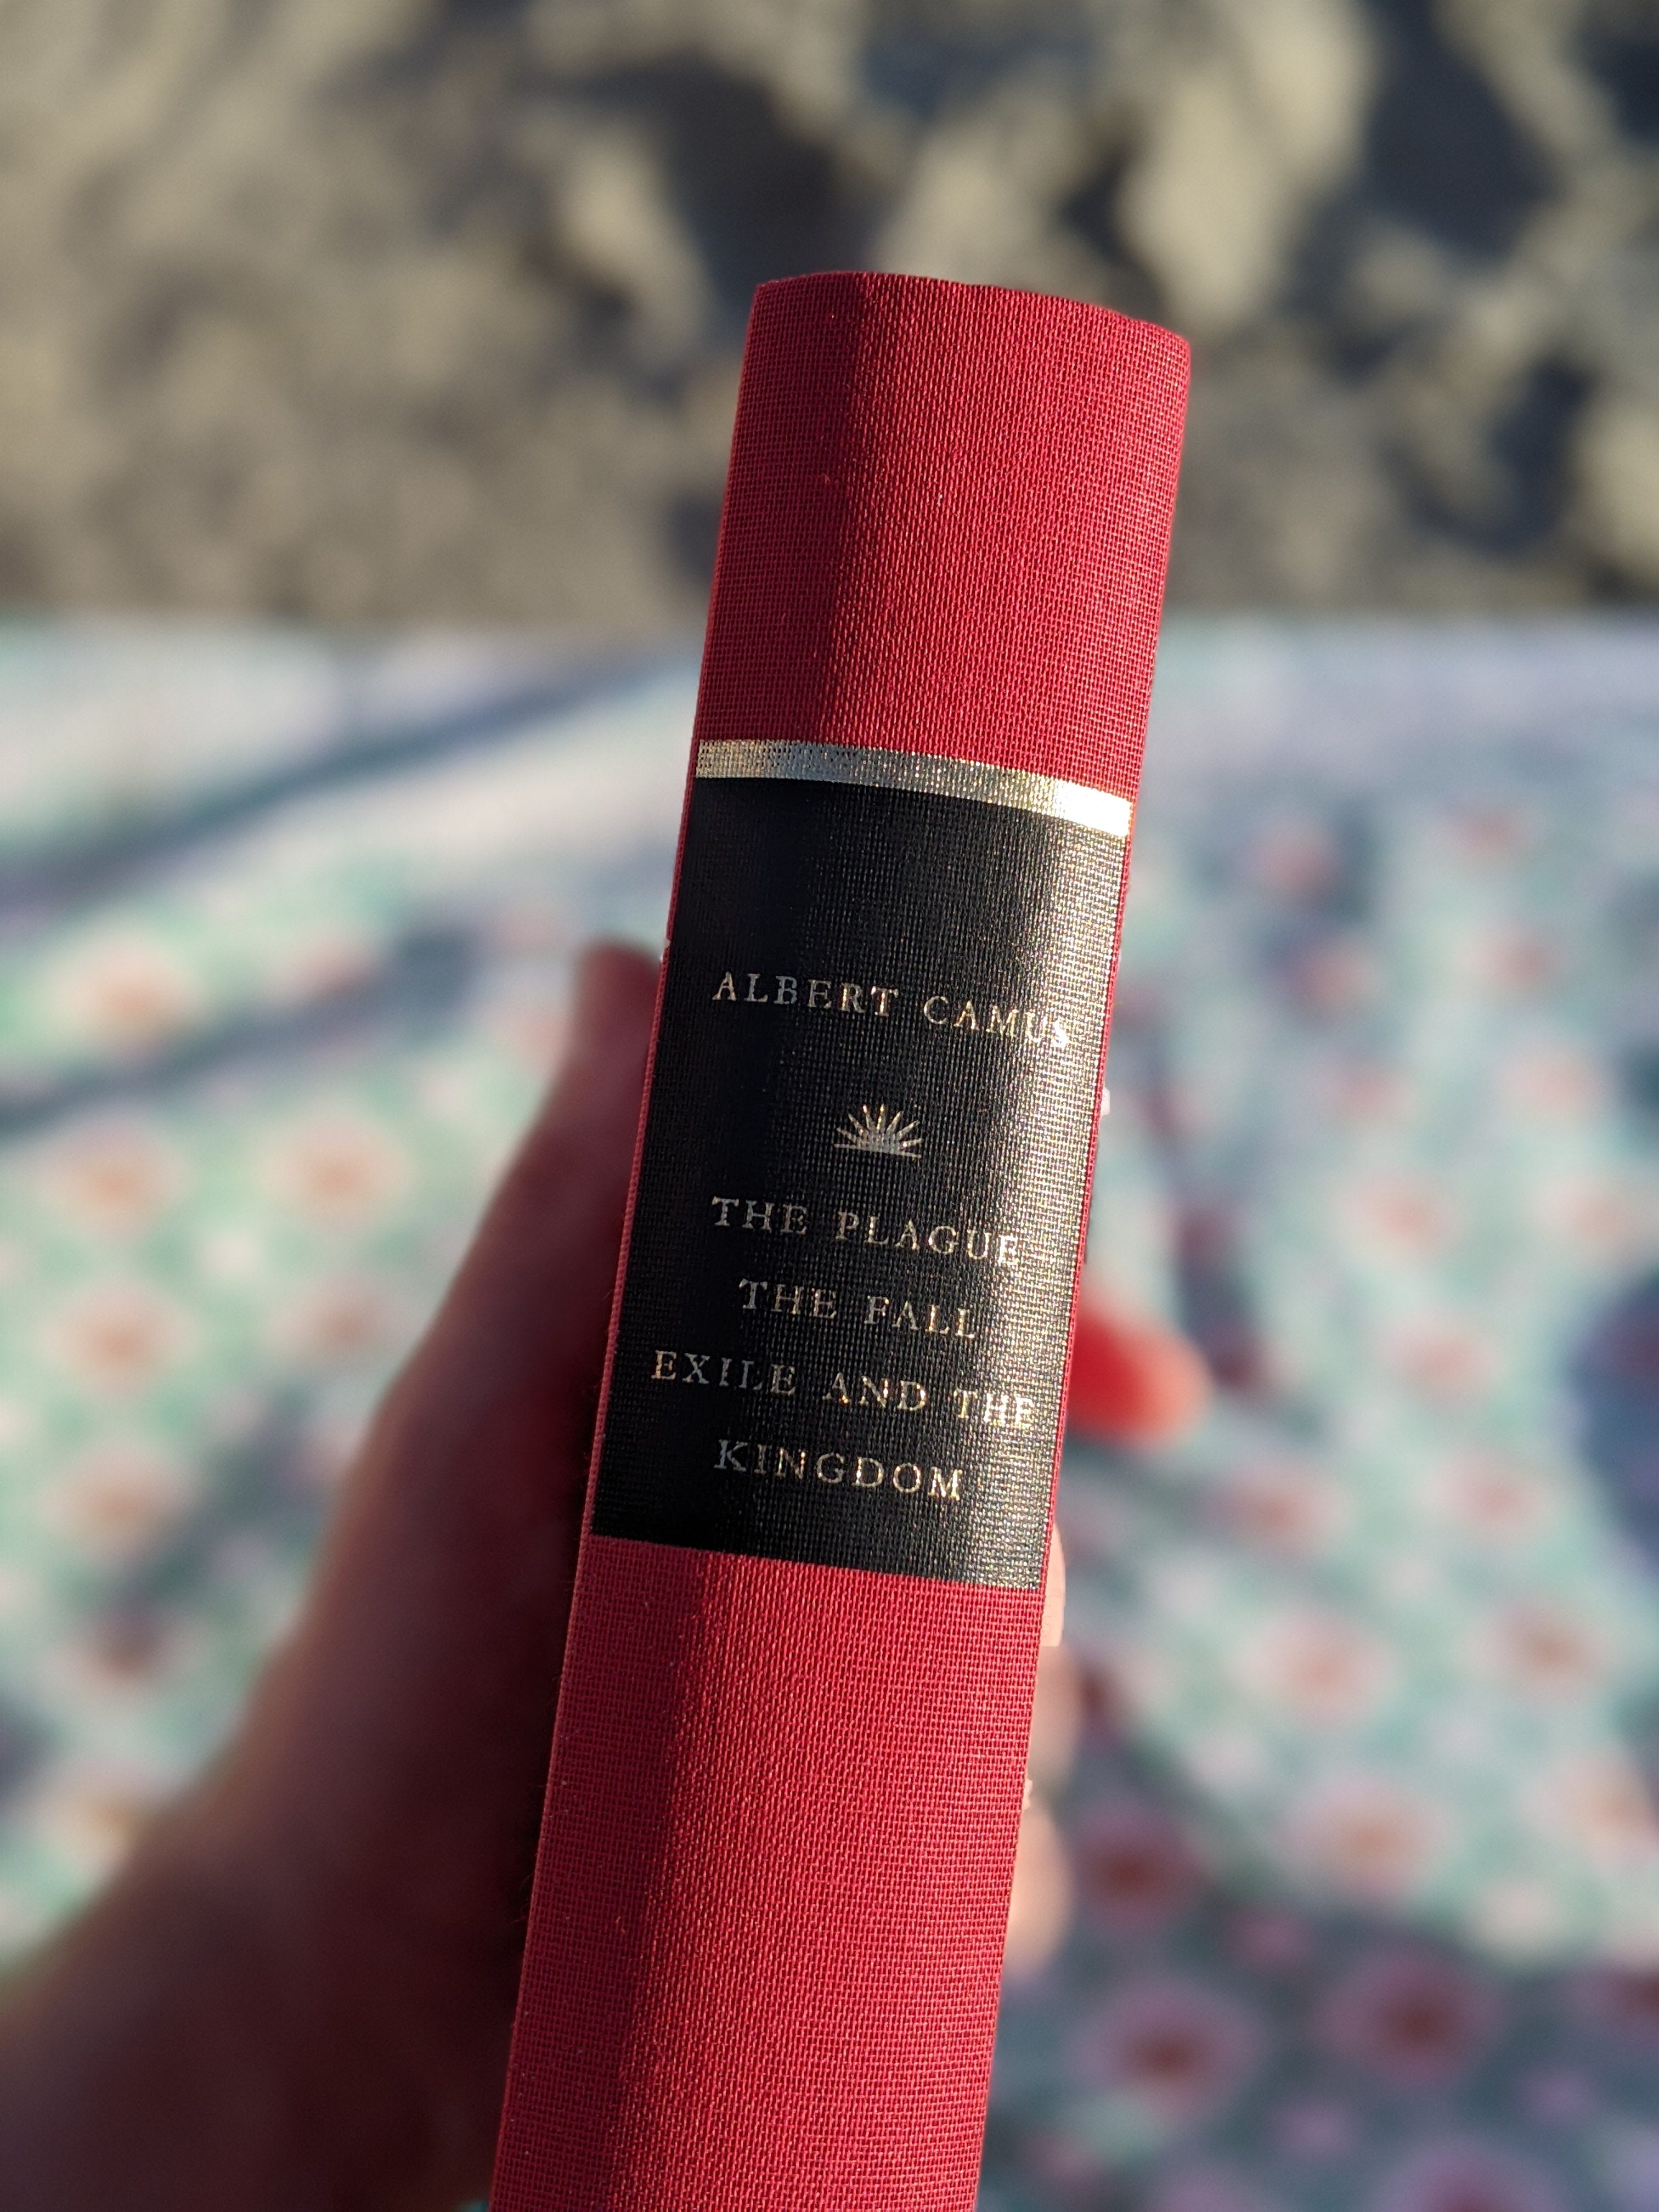 ALBERT CAMUS
THE PLAGUE
THE FALL
EXILE AND THE
KINGDOM